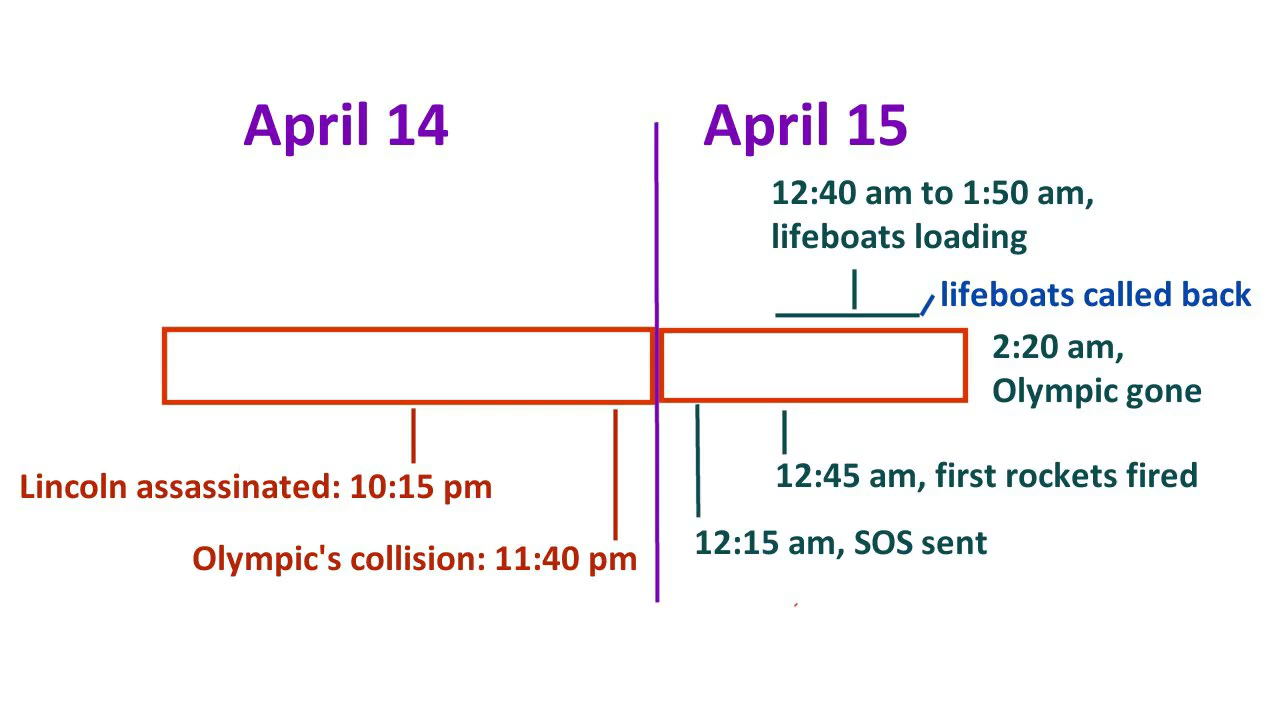 April 14
April 15
12:40 am to 1:50 am,
lifeboats loading
lifeboats called back
2:20 am,
Olympic gone
Lincoln assassinated: 10:15 pm
12:45 am, first rockets fired
Olympic's collision: 11:40 pm
12:15 am, SOS sent